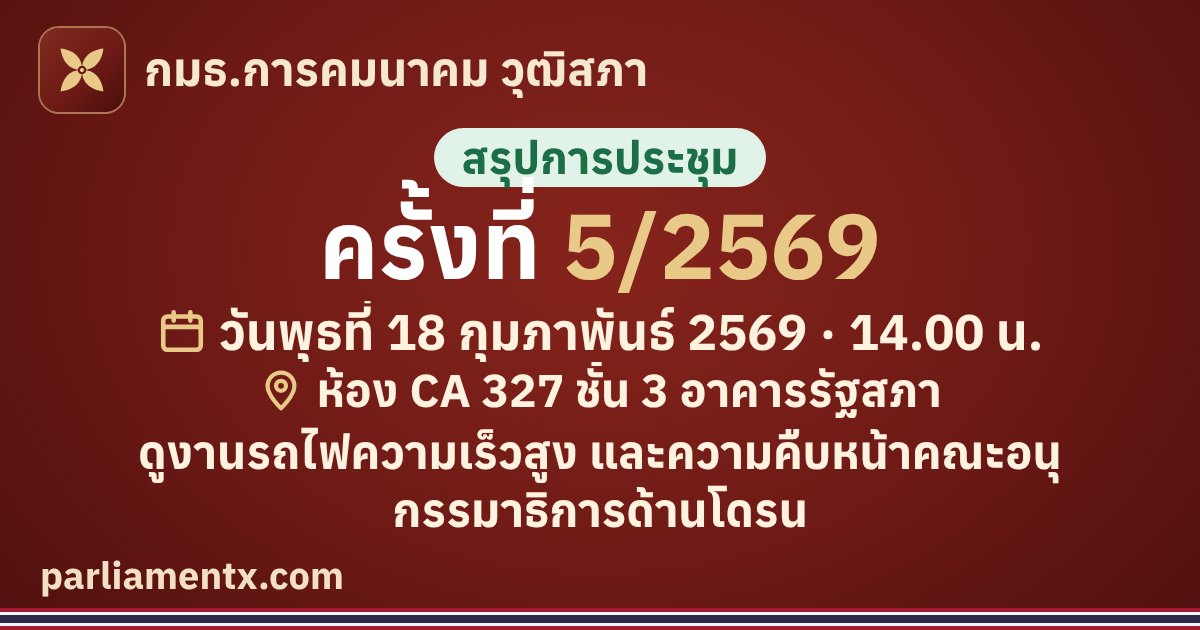 กมธ.การคมนาคม วุฒิสภา
สรุปการประชุม
ครั้งที่ 5/2569
วันพุธที่ 18 กุมภาพันธ์ 2569 · 14.00 น.
ห้อง CA 327 ชั้น 3 อาคารรัฐสภา
ดูงานรถไฟความเร็วสูง และความคืบหน้าคณะอนุ
กรรมาธิการด้านโดรน
parliamentx.com